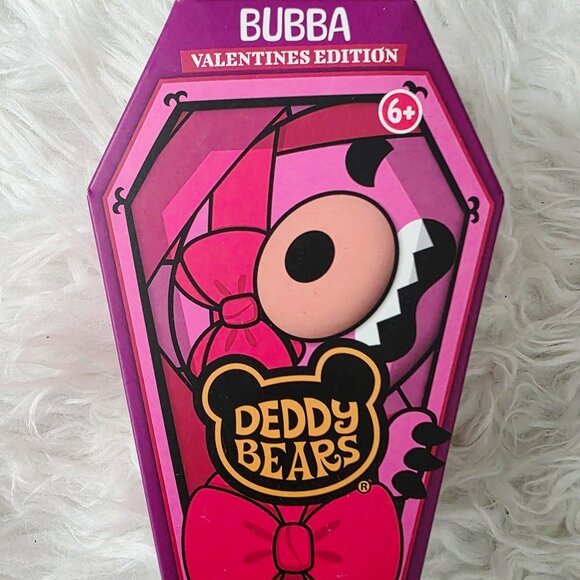 BUBBA
VALENTINES EDITION
6+
DEDDY
BEARS
®